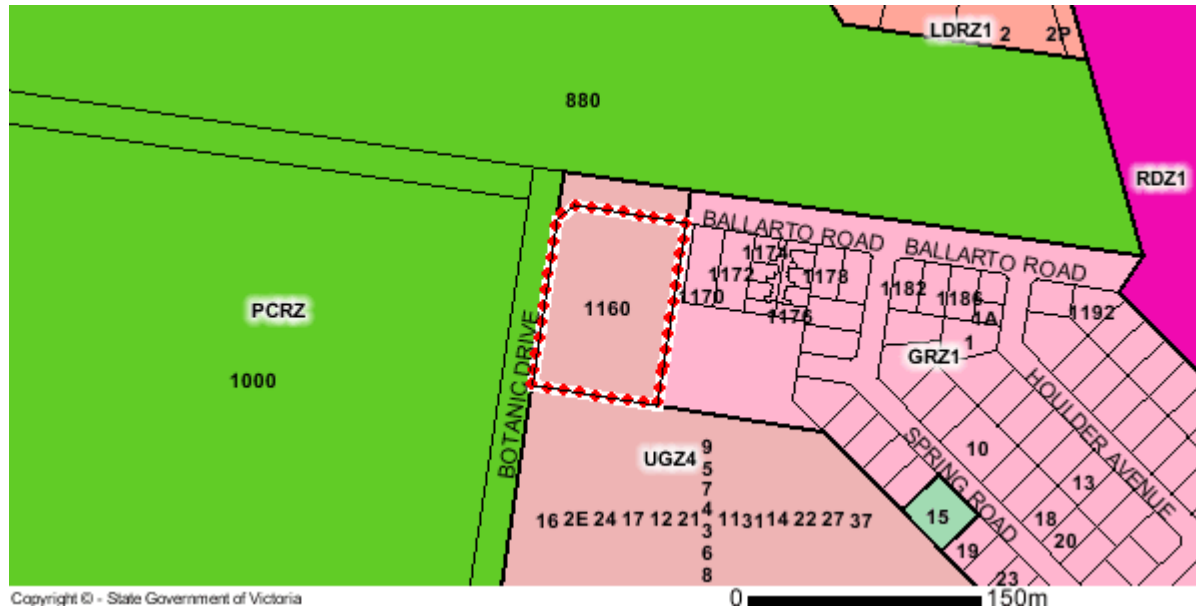 LDRZ1
2
2P
880
RDZ1
BALLARTO ROAD
BALLARTO ROAD
1174
1172
1178
1170
1176
1182
1186
1A
1192
1
PCRZ
1160
GRZ1
1000
BOTANIC DRIVE
HOULDER AVENUE
SPRING ROAD
UGZ4
9
5
7
4
3
6
8
16 2E 24 17 12 21 11 31 14 22 27 37
10
13
15
18
20
19
23
Copyright © - State Government of Victoria
0 150m